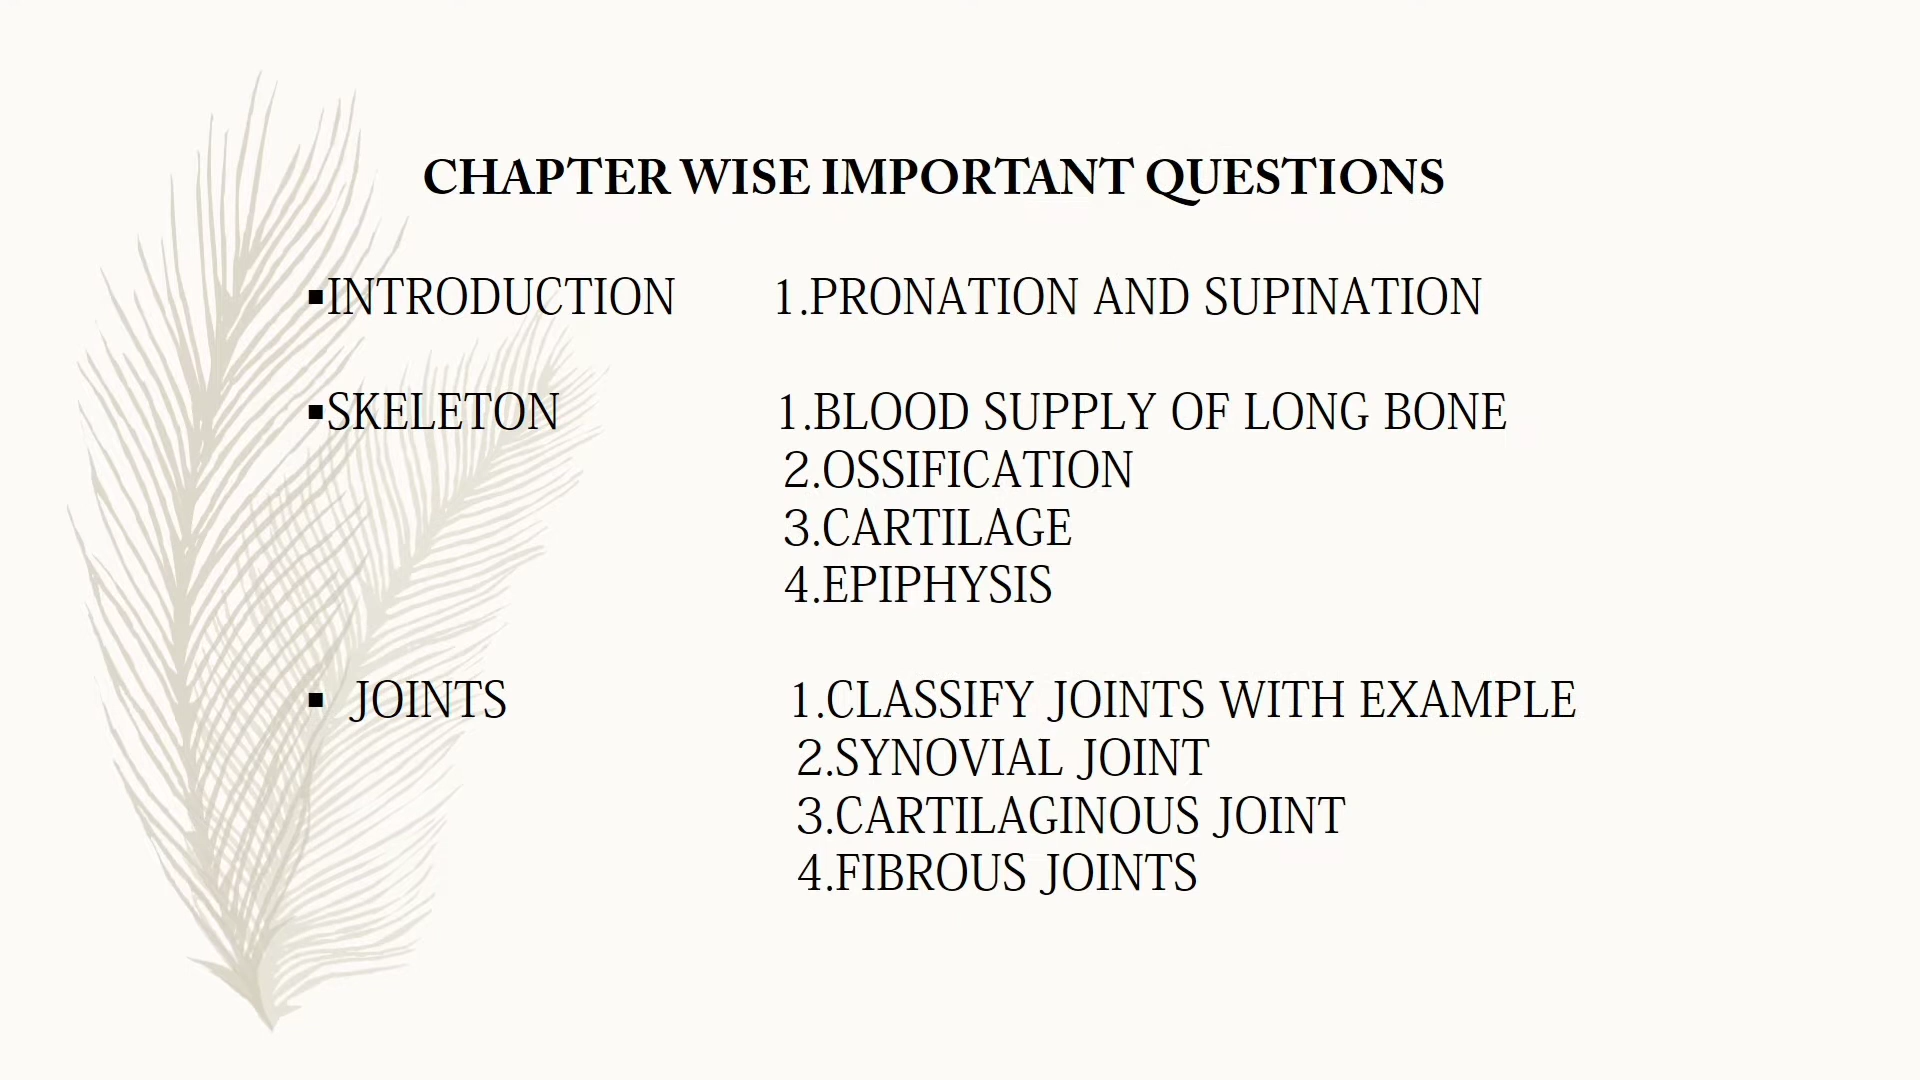 CHAPTER WISE IMPORTANT QUESTIONS
▪INTRODUCTION 1.PRONATION AND SUPINATION
▪SKELETON 1.BLOOD SUPPLY OF LONG BONE
2.OSSIFICATION
3.CARTILAGE
4.EPIPHYSIS
▪ JOINTS 1.CLASSIFY JOINTS WITH EXAMPLE
2.SYNOVIAL JOINT
3.CARTILAGINOUS JOINT
4.FIBROUS JOINTS